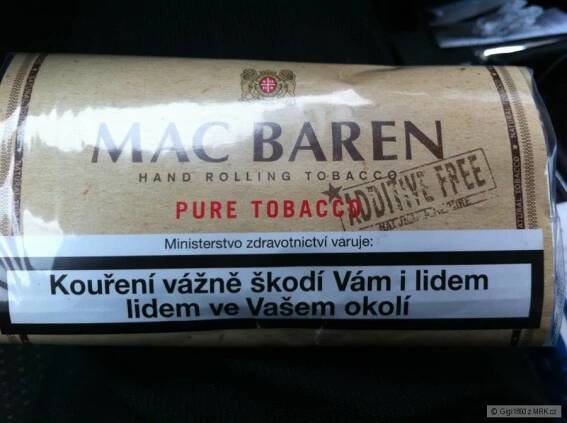 MAC BAREN
HAND ROLLING TOBACCO
PURE TOBACCO
ADDITIVE FREE
Ministerstvo zdravotnictví varuje:
Kouření vážně škodí Vám i lidem
lidem ve Vašem okolí
© Gigi1860 z MRK.cz